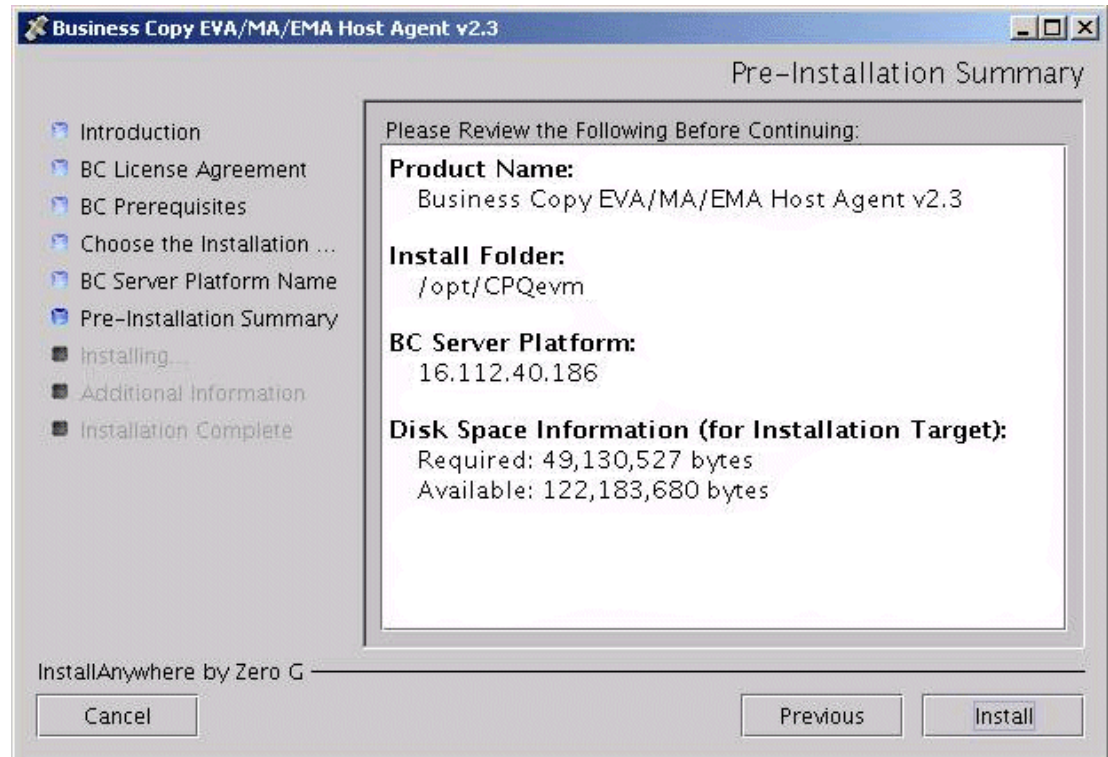 Business Copy EVA/MA/EMA Host Agent v2.3
Pre-Installation Summary
Introduction
BC License Agreement
BC Prerequisites
Choose the Installation ...
BC Server Platform Name
Pre-Installation Summary
Installing...
Additional Information
Installation Complete
Please Review the Following Before Continuing:
Product Name:
Business Copy EVA/MA/EMA Host Agent v2.3
Install Folder:
/opt/CPQevm
BC Server Platform:
16.112.40.186
Disk Space Information (for Installation Target):
Required: 49,130,527 bytes
Available: 122,183,680 bytes
InstallAnywhere by Zero G
Cancel
Previous
Install